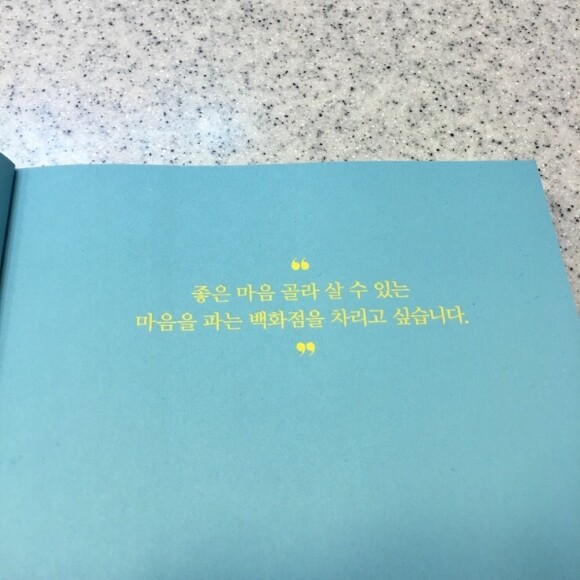 ❝
좋은 마음 골라 살 수 있는
마음을 파는 백화점을 차리고 싶습니다.
❞